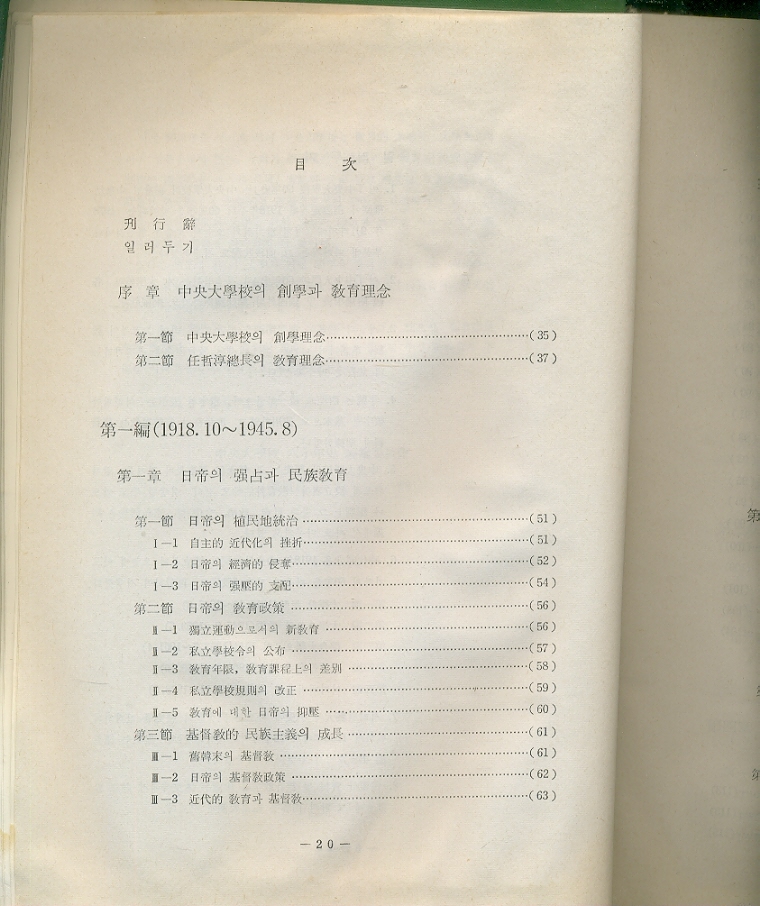 目 次
刊 行 辭
일 러 두 기
序 章 中央大學校의 創學과 敎育理念
第一節 中央大學校의 創學理念……………………………(35)
第二節 任哲淳總長의 敎育理念……………………………(37)
第一編(1918.10~1945.8)
第一章 日帝의 强占과 民族敎育
第一節 日帝의 植民地統治……………………………(51)
Ⅰ—1 自主的 近代化의 挫折……………………………(51)
Ⅰ—2 日帝의 經濟的 侵奪……………………………(52)
Ⅰ—3 日帝의 强壓的 支配……………………………(54)
第二節 日帝의 敎育政策……………………………(56)
Ⅱ—1 獨立運動으로서의 新敎育……………………………(56)
Ⅱ—2 私立學校令의 公布……………………………(57)
Ⅱ—3 敎育年限, 敎育課程上의 差別……………………………(58)
Ⅱ—4 私立學校規則의 改正……………………………(59)
Ⅱ—5 敎育에 대한 日帝의 抑壓……………………………(60)
第三節 基督敎的 民族主義의 成長……………………………(61)
Ⅲ—1 舊韓末의 基督敎……………………………(61)
Ⅲ—2 日帝의 基督敎政策……………………………(62)
Ⅲ—3 近代的 敎育과 基督敎……………………………(63)
—20—